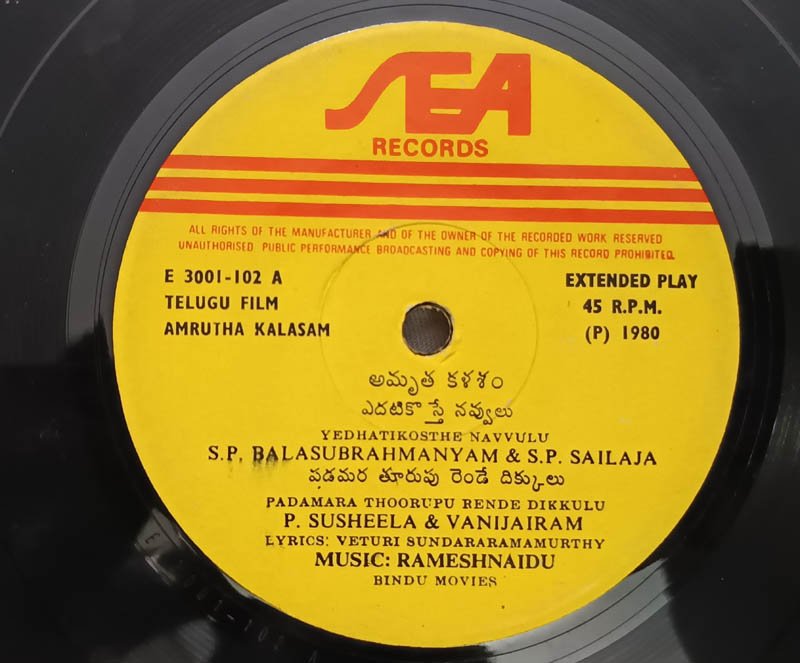 SEA
RECORDS
ALL RIGHTS OF THE MANUFACTURER AND OF THE OWNER OF THE RECORDED WORK RESERVED
UNAUTHORISED PUBLIC PERFORMANCE BROADCASTING AND COPYING OF THIS RECORD PROHIBITED.
E 3001-102 A
TELUGU FILM
AMRUTHA KALASAM
EXTENDED PLAY
45 R.P.M.
(P) 1980
అమృత కళశం
ఎదటికొ స్తే నవ్వులు
YEDHATIKOSTHE NAVVULU
S.P. BALASUBRAHMANYAM & S.P. SAILAJA
పడమర తూరుపు రెండే దిక్కులు
PADAMARA THOORUPU RENDE DIKKULU
P. SUSHEELA & VANIJAIRAM
LYRICS: VETURI SUNDARARAMAMURTHY
MUSIC: RAMESHNAIDU
BINDU MOVIES